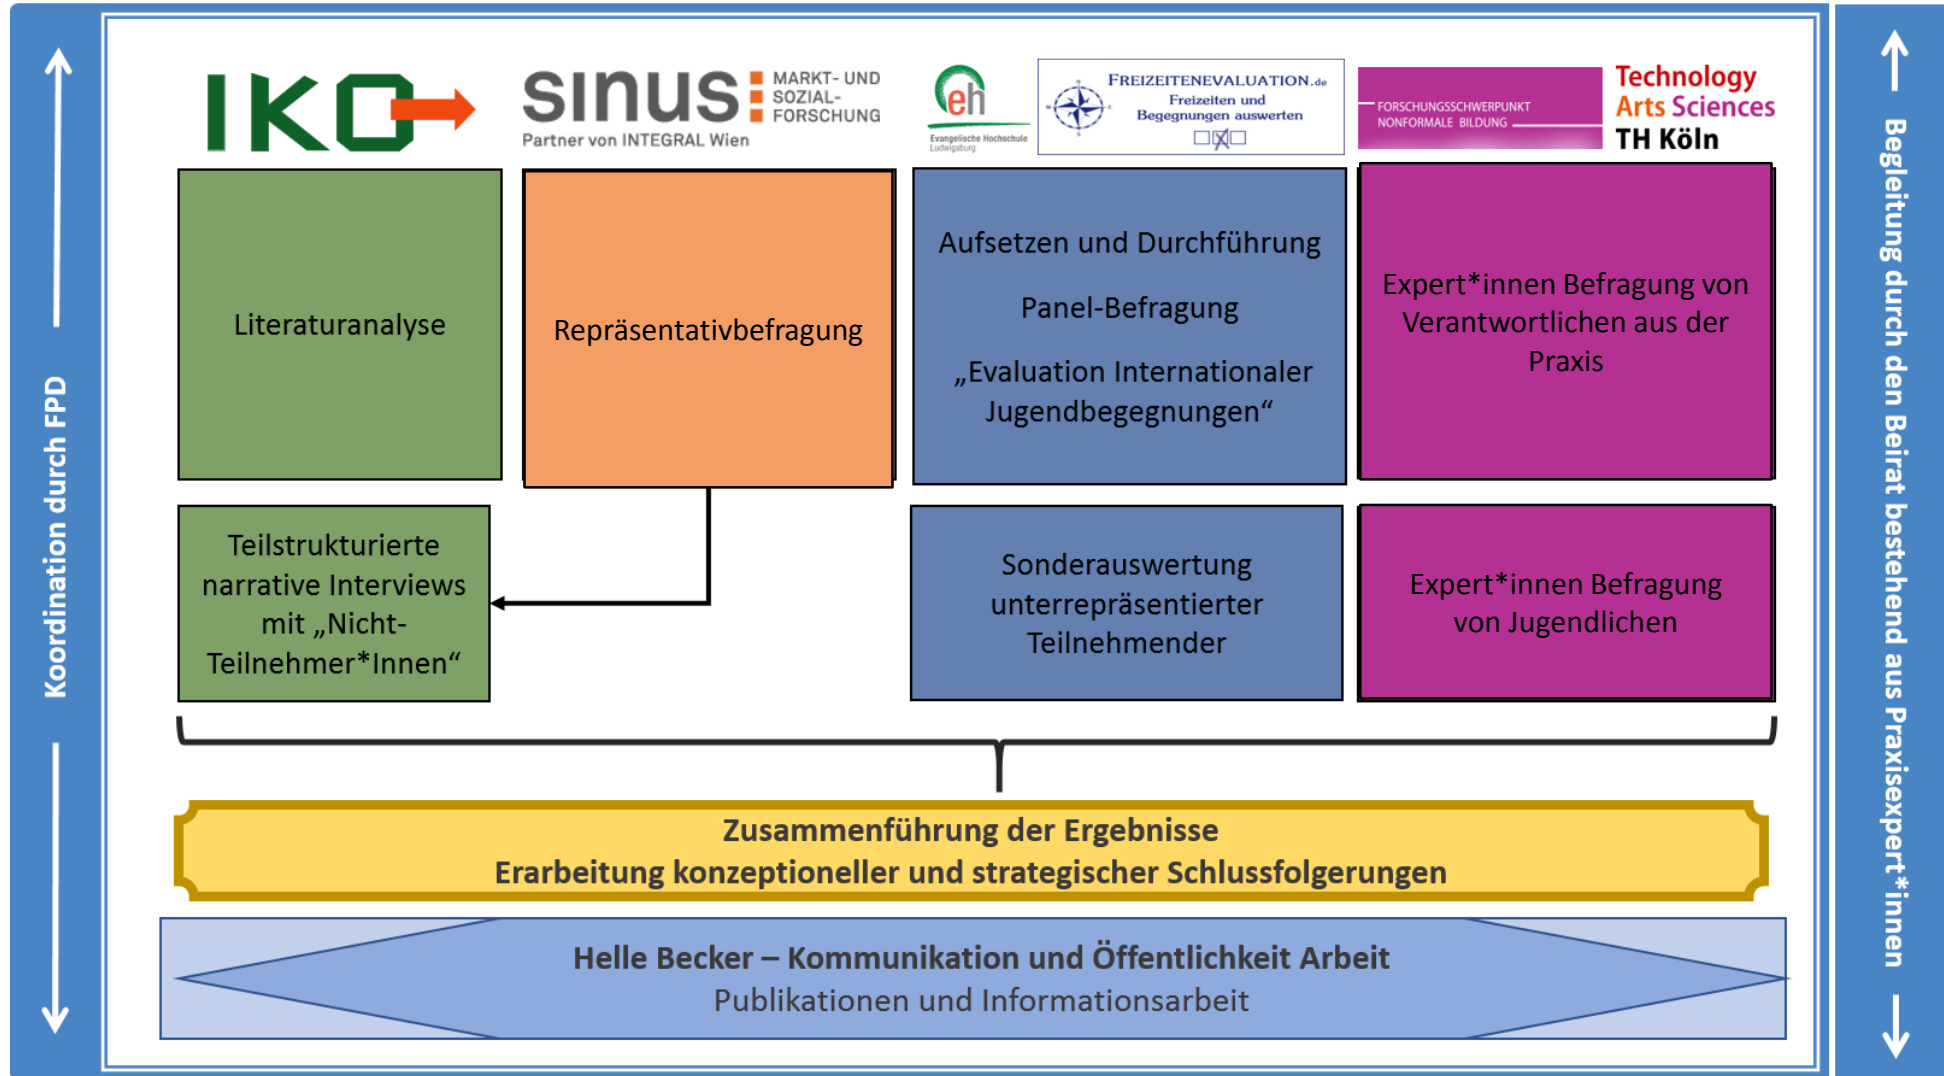 Koordination durch FPD
IKO
sinus
MARKT- UND
SOZIAL-
FORSCHUNG
Partner von INTEGRAL Wien
eh
Evangelische Hochschule
Ludwigsburg
FREIZEITENEVALUATION.de
Freizeiten und
Begegnungen auswerten
FORSCHUNGSSCHWERPUNKT
NONFORMALE BILDUNG
Technology
Arts Sciences
TH Köln
Literaturanalyse
Repräsentativbefragung
Aufsetzen und Durchführung
Panel-Befragung
„Evaluation Internationaler
Jugendbegegnungen“
Expert*innen Befragung von
Verantwortlichen aus der
Praxis
Teilstrukturierte
narrative Interviews
mit „Nicht-
Teilnehmer*Innen“
Sonderauswertung
unterrepräsentierter
Teilnehmender
Expert*innen Befragung
von Jugendlichen
Zusammenführung der Ergebnisse
Erarbeitung konzeptioneller und strategischer Schlussfolgerungen
Helle Becker – Kommunikation und Öffentlichkeit Arbeit
Publikationen und Informationsarbeit
Begleitung durch den Beirat bestehend aus Praxisexpert*innen